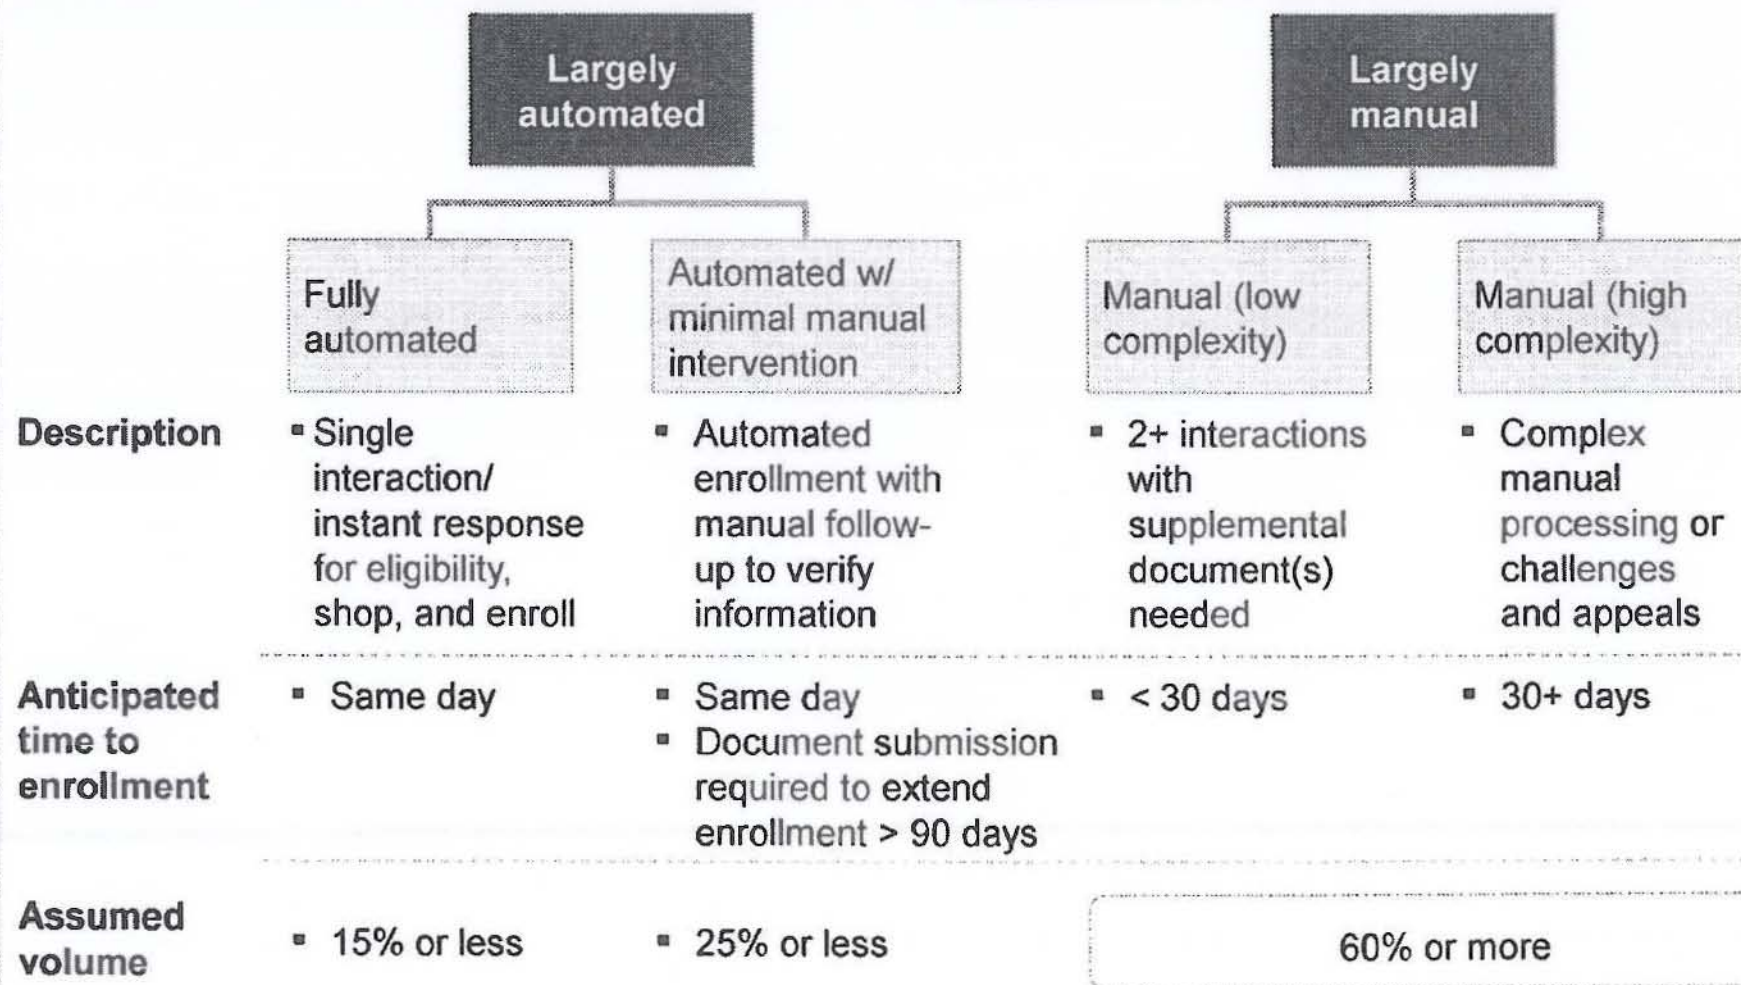 Largely
automated
Largely
manual
Fully
automated
Automated w/
minimal manual
intervention
Manual (low
complexity)
Manual (high
complexity)
Description
▪ Single
interaction/
instant response
for eligibility,
shop, and enroll
▪ Automated
enrollment with
manual follow-
up to verify
information
▪ 2+ interactions
with
supplemental
document(s)
needed
▪ Complex
manual
processing or
challenges
and appeals
Anticipated
time to
enrollment
▪ Same day
▪ Same day
▪ Document submission
required to extend
enrollment > 90 days
▪ < 30 days
▪ 30+ days
Assumed
volume
▪ 15% or less
▪ 25% or less
60% or more